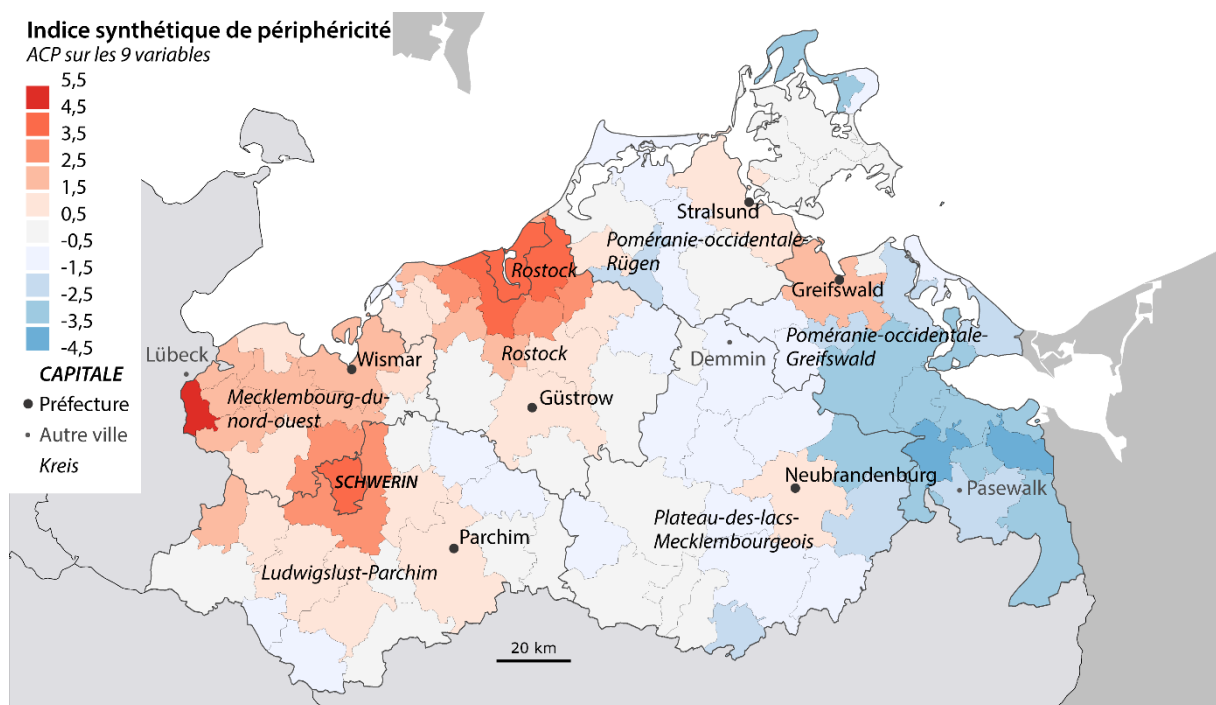 Indice synthétique de périphéricité
ACP sur les 9 variables
5,5
4,5
3,5
2,5
1,5
0,5
-0,5
-1,5
-2,5
-3,5
-4,5
CAPITALE
Préfecture
Autre ville
Kreis
Lübeck
Wismar
Mecklembourg-du-
nord-ouest
SCHWERIN
Ludwigslust-Parchim
Parchim
Rostock
Rostock
Güstrow
Stralsund
Poméranie-occidentale-
Rügen
Greifswald
Poméranie-occidentale-
Greifswald
Demmin
Neubrandenburg
Pasewalk
Plateau-des-lacs-
Mecklembourgeois
20 km